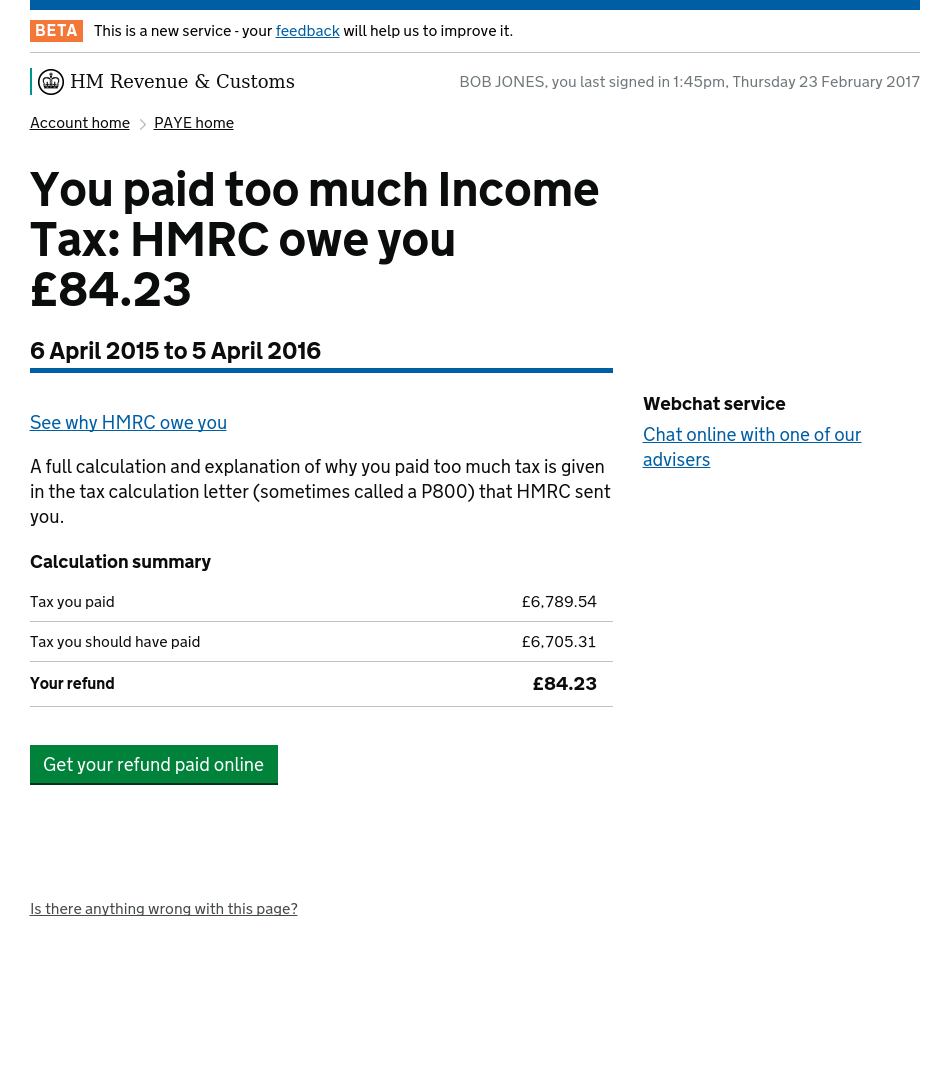 BETA This is a new service - your feedback will help us to improve it.
HM Revenue & Customs BOB JONES, you last signed in 1:45pm, Thursday 23 February 2017
Account home PAYE home
You paid too much Income
Tax: HMRC owe you
£84.23
6 April 2015 to 5 April 2016
See why HMRC owe you
A full calculation and explanation of why you paid too much tax is given
in the tax calculation letter (sometimes called a P800) that HMRC sent
you.
Calculation summary
Tax you paid £6,789.54
Tax you should have paid £6,705.31
Your refund £84.23
Get your refund paid online
Webchat service
Chat online with one of our
advisers
Is there anything wrong with this page?